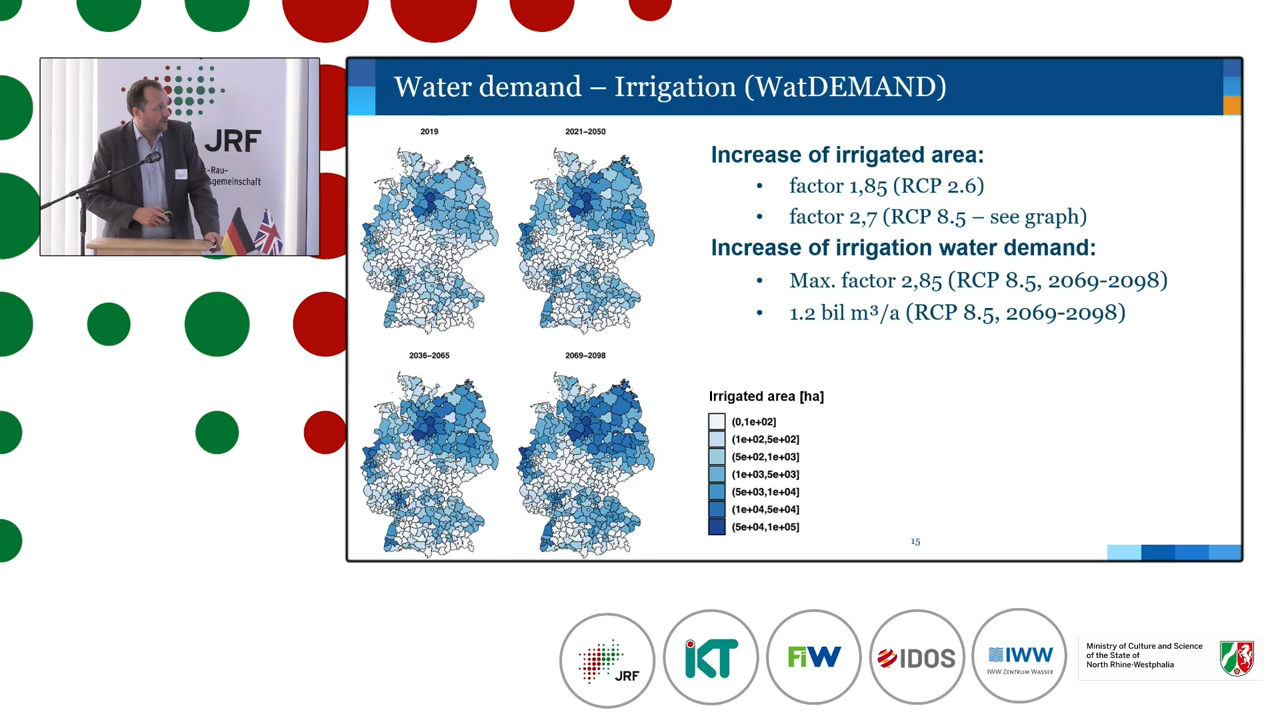 JRF
-Rau-
sgemeinschaft
Water demand – Irrigation (WatDEMAND)
2019
2021–2050
2036–2065
2069–2098
Increase of irrigated area:
• factor 1,85 (RCP 2.6)
• factor 2,7 (RCP 8.5 – see graph)
Increase of irrigation water demand:
• Max. factor 2,85 (RCP 8.5, 2069-2098)
• 1.2 bil m³/a (RCP 8.5, 2069-2098)
Irrigated area [ha]
(0,1e+02]
(1e+02,5e+02]
(5e+02,1e+03]
(1e+03,5e+03]
(5e+03,1e+04]
(1e+04,5e+04]
(5e+04,1e+05]
15
JRF
iKT
FiW
IDOS
IWW
IWW ZENTRUM WASSER
Ministry of Culture and Science
of the State of
North Rhine-Westphalia